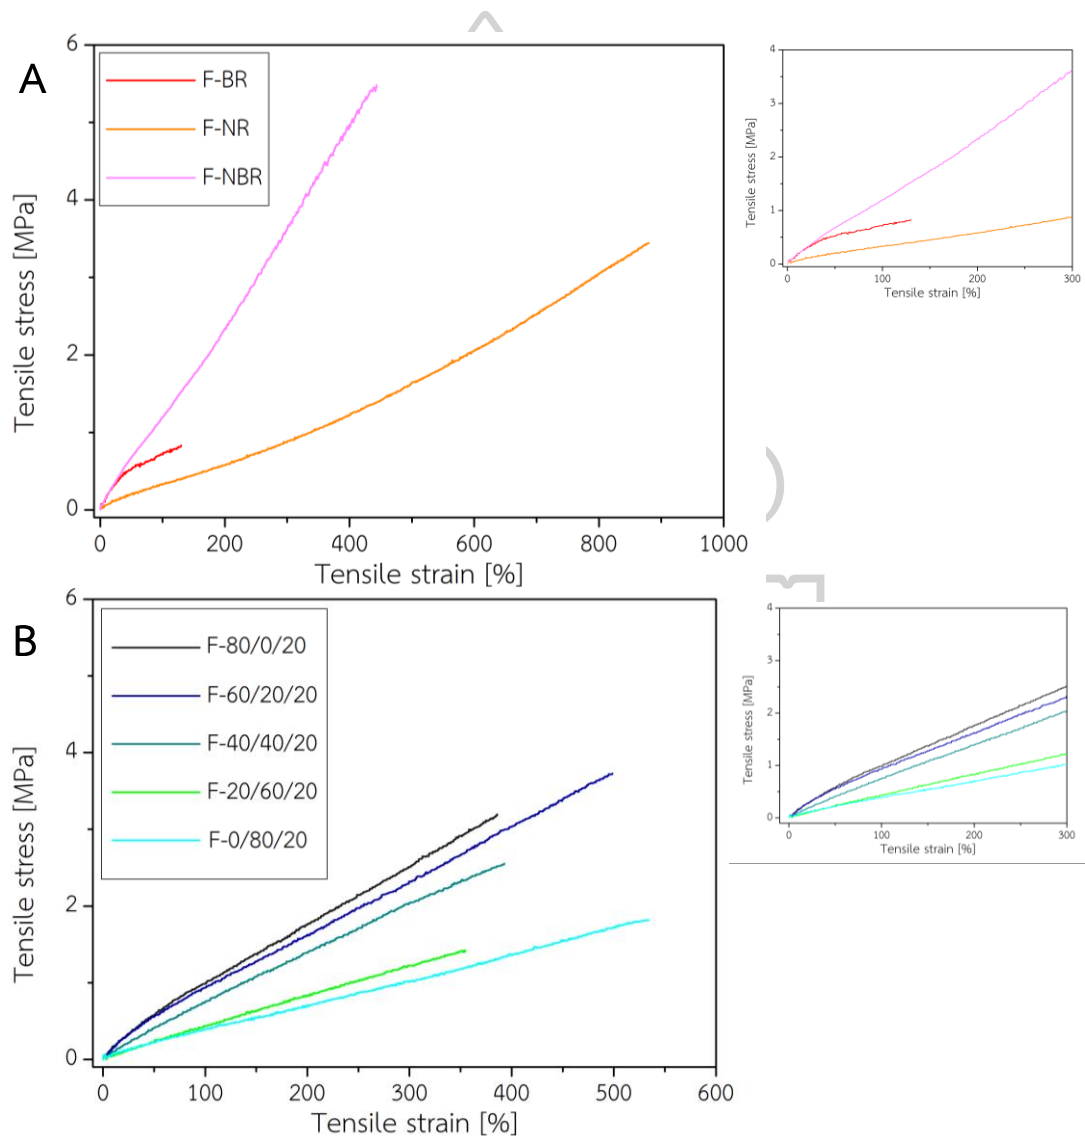 A
6
4
2
0
Tensile stress [MPa]
F-BR
F-NR
F-NBR
0 200 400 600 800 1000
Tensile strain [%]
4
3
2
1
0
Tensile stress [MPa]
0 100 200 300
Tensile strain [%]
B
6
4
2
0
Tensile stress [MPa]
F-80/0/20
F-60/20/20
F-40/40/20
F-20/60/20
F-0/80/20
0 100 200 300 400 500 600
Tensile strain [%]
4
3
2
1
0
Tensile stress [MPa]
0 100 200 300
Tensile strain [%]